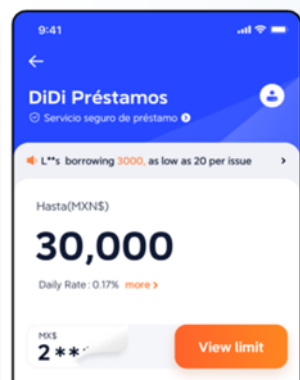 9:41
DiDi Préstamos
Servicio seguro de préstamo
L**s borrowing 3000, as low as 20 per issue
Hasta(MXN$)
30,000
Daily Rate: 0.17% more
MX$
2**
View limit